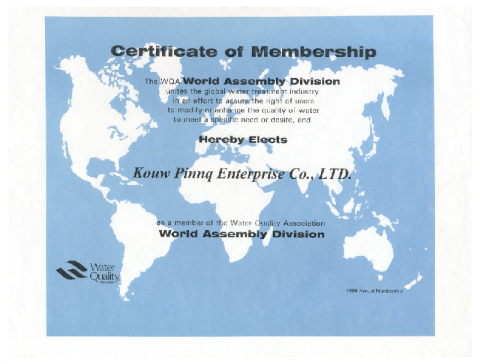 Certificate of Membership
The WQA World Assembly Division
unites the global water treatment industry
in an effort to assure the right of users
to modify or enhance the quality of water
to meet a specific need or desire, and
Hereby Elects
Kouw Pinnq Enterprise Co., LTD.
as a member of the Water Quality Association
World Assembly Division
Water
Quality
Annual Membership